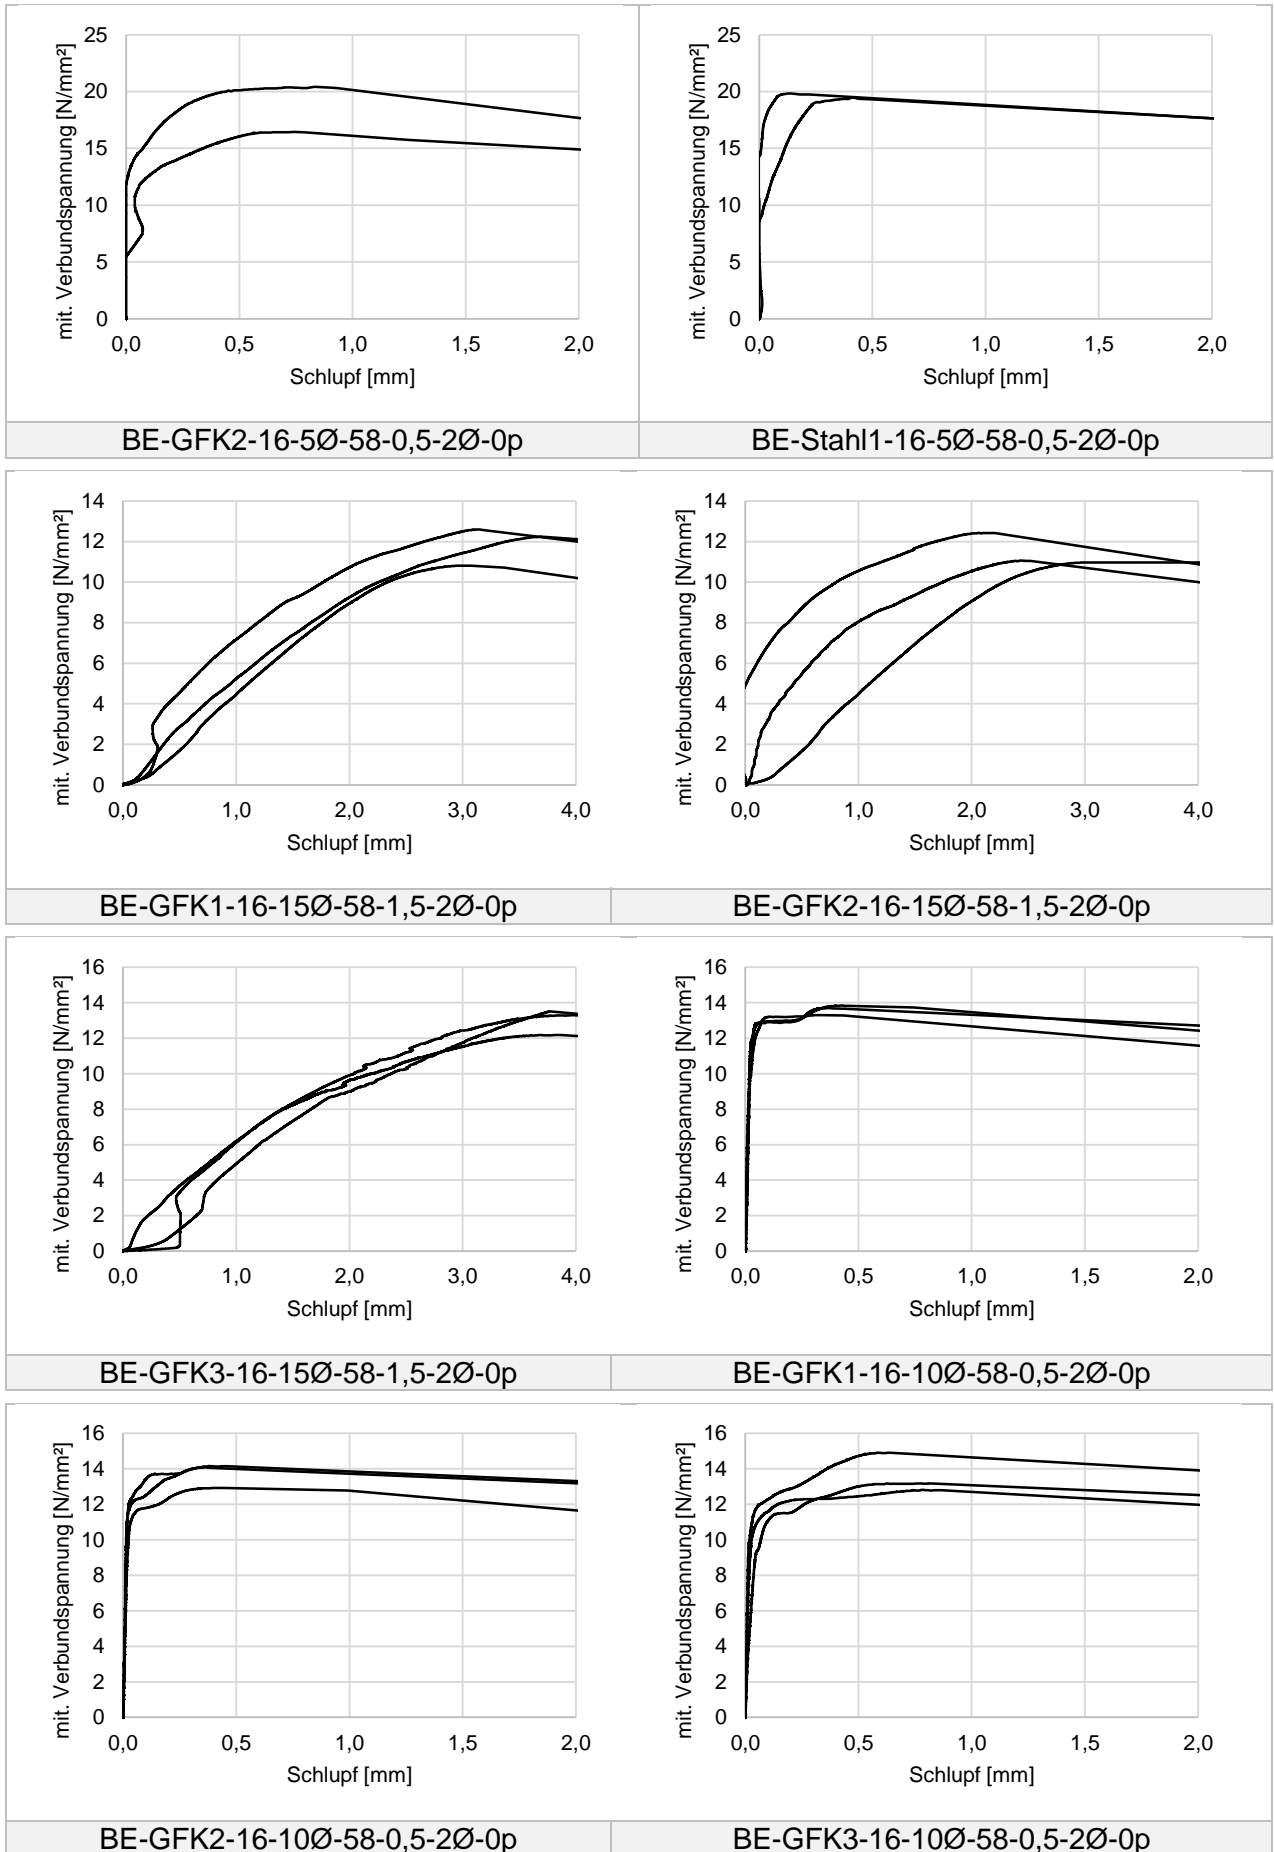 mit. Verbundspannung [N/mm²]
25
20
15
10
5
0
0,0 0,5 1,0 1,5 2,0
Schlupf [mm]
BE-GFK2-16-5Ø-58-0,5-2Ø-0p
mit. Verbundspannung [N/mm²]
25
20
15
10
5
0
0,0 0,5 1,0 1,5 2,0
Schlupf [mm]
BE-Stahl1-16-5Ø-58-0,5-2Ø-0p
mit. Verbundspannung [N/mm²]
14
12
10
8
6
4
2
0
0,0 1,0 2,0 3,0 4,0
Schlupf [mm]
BE-GFK1-16-15Ø-58-1,5-2Ø-0p
mit. Verbundspannung [N/mm²]
14
12
10
8
6
4
2
0
0,0 1,0 2,0 3,0 4,0
Schlupf [mm]
BE-GFK2-16-15Ø-58-1,5-2Ø-0p
mit. Verbundspannung [N/mm²]
16
14
12
10
8
6
4
2
0
0,0 1,0 2,0 3,0 4,0
Schlupf [mm]
BE-GFK3-16-15Ø-58-1,5-2Ø-0p
mit. Verbundspannung [N/mm²]
16
14
12
10
8
6
4
2
0
0,0 0,5 1,0 1,5 2,0
Schlupf [mm]
BE-GFK1-16-10Ø-58-0,5-2Ø-0p
mit. Verbundspannung [N/mm²]
16
14
12
10
8
6
4
2
0
0,0 0,5 1,0 1,5 2,0
Schlupf [mm]
BE-GFK2-16-10Ø-58-0,5-2Ø-0p
mit. Verbundspannung [N/mm²]
16
14
12
10
8
6
4
2
0
0,0 0,5 1,0 1,5 2,0
Schlupf [mm]
BE-GFK3-16-10Ø-58-0,5-2Ø-0p